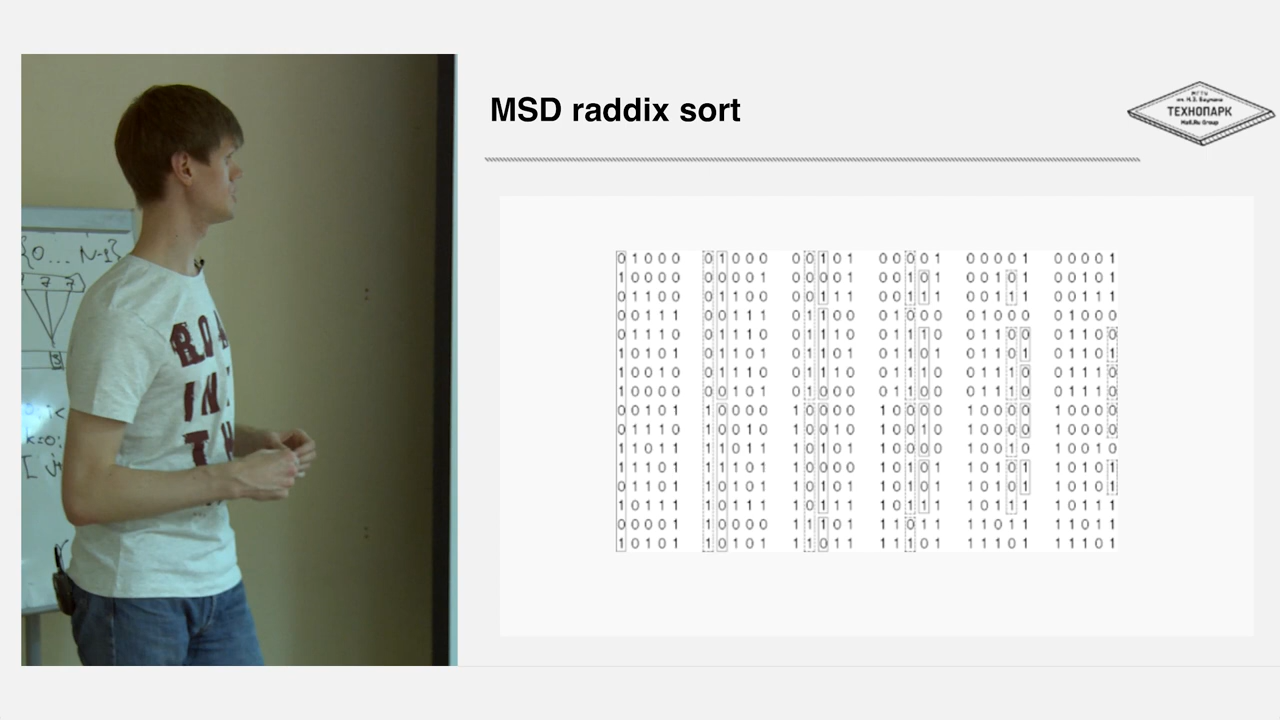 MSD raddix sort
МГТУ
им. Н.Э. Баумана
ТЕХНОПАРК
Mail.Ru Group
{0... N-1}
k=0;
0 1 0 0 0 0 1 0 0 0 0 0 1 0 1 0 0 0 0 1 0 0 0 0 1 0 0 0 0 1
1 0 0 0 0 0 0 0 0 1 0 0 0 0 1 0 0 1 0 1 0 0 1 0 1 0 0 1 0 1
0 1 1 0 0 0 1 1 0 0 0 0 1 1 1 0 0 1 1 1 0 0 1 1 1 0 0 1 1 1
0 0 1 1 1 0 0 1 1 1 0 1 1 0 0 0 1 0 0 0 0 1 0 0 0 0 1 0 0 0
0 1 1 1 0 0 1 1 1 0 0 1 1 1 0 0 1 1 1 0 0 1 1 0 0 0 1 1 0 0
1 0 1 0 1 0 1 1 0 1 0 1 1 0 1 0 1 1 0 1 0 1 1 0 1 0 1 1 0 1
1 0 0 1 0 0 1 1 1 0 0 1 1 1 0 0 1 1 1 0 0 1 1 1 0 0 1 1 1 0
1 0 0 0 0 0 0 1 0 1 0 1 0 0 0 0 1 1 0 0 0 1 1 1 0 0 1 1 1 0
0 0 1 0 1 1 0 0 0 0 1 0 0 0 0 1 0 0 0 0 1 0 0 0 0 1 0 0 0 0
0 1 1 1 0 1 0 0 1 0 1 0 0 1 0 1 0 0 1 0 1 0 0 0 0 1 0 0 0 0
1 1 0 1 1 1 1 0 1 1 1 0 1 0 1 1 0 0 0 0 1 0 0 1 0 1 0 0 1 0
1 1 1 0 1 1 1 1 0 1 1 0 0 0 0 1 0 1 0 1 1 0 1 0 1 1 0 1 0 1
0 1 1 0 1 1 0 1 0 1 1 0 1 0 1 1 0 1 0 1 1 0 1 0 1 1 0 1 0 1
1 0 1 1 1 1 0 1 1 1 1 0 1 1 1 1 0 1 1 1 1 0 1 1 1 1 0 1 1 1
0 0 0 0 1 1 0 0 0 0 1 1 1 0 1 1 1 0 1 1 1 1 0 1 1 1 1 0 1 1
1 0 1 0 1 1 0 1 0 1 1 1 0 1 1 1 1 1 0 1 1 1 1 0 1 1 1 1 0 1